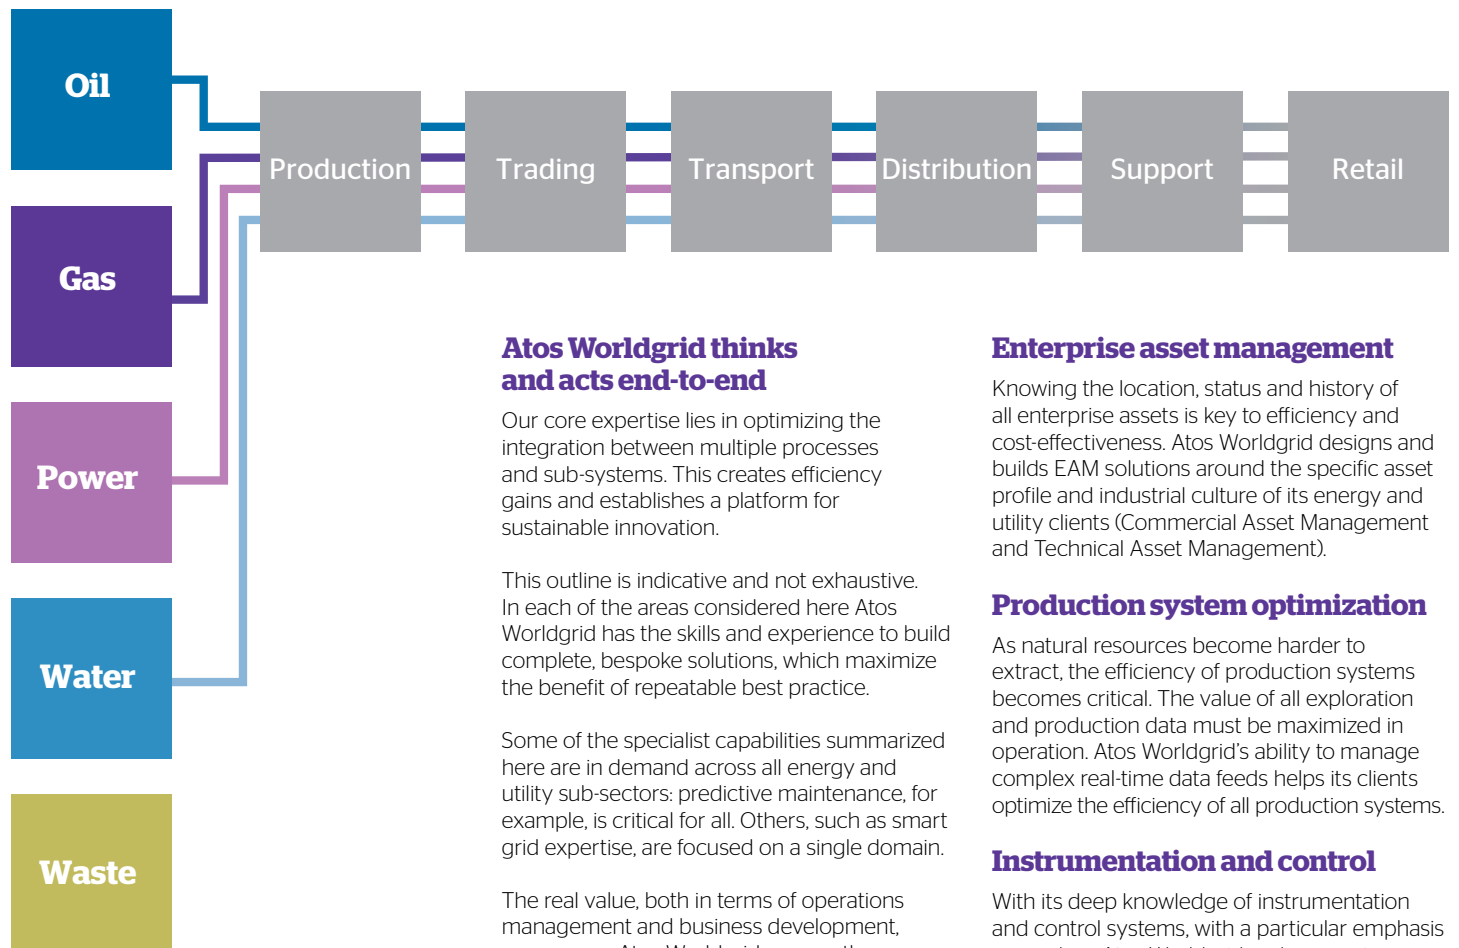 Oil
Gas
Power
Water
Waste
Production
Trading
Transport
Distribution
Support
Retail
Atos Worldgrid thinks
and acts end-to-end
Our core expertise lies in optimizing the
integration between multiple processes
and sub-systems. This creates efficiency
gains and establishes a platform for
sustainable innovation.
This outline is indicative and not exhaustive.
In each of the areas considered here Atos
Worldgrid has the skills and experience to build
complete, bespoke solutions, which maximize
the benefit of repeatable best practice.
Some of the specialist capabilities summarized
here are in demand across all energy and
utility sub-sectors: predictive maintenance, for
example, is critical for all. Others, such as smart
grid expertise, are focused on a single domain.
The real value, both in terms of operations
management and business development,
Enterprise asset management
Knowing the location, status and history of
all enterprise assets is key to efficiency and
cost-effectiveness. Atos Worldgrid designs and
builds EAM solutions around the specific asset
profile and industrial culture of its energy and
utility clients (Commercial Asset Management
and Technical Asset Management).
Production system optimization
As natural resources become harder to
extract, the efficiency of production systems
becomes critical. The value of all exploration
and production data must be maximized in
operation. Atos Worldgrid's ability to manage
complex real-time data feeds helps its clients
optimize the efficiency of all production systems.
Instrumentation and control
With its deep knowledge of instrumentation
and control systems, with a particular emphasis